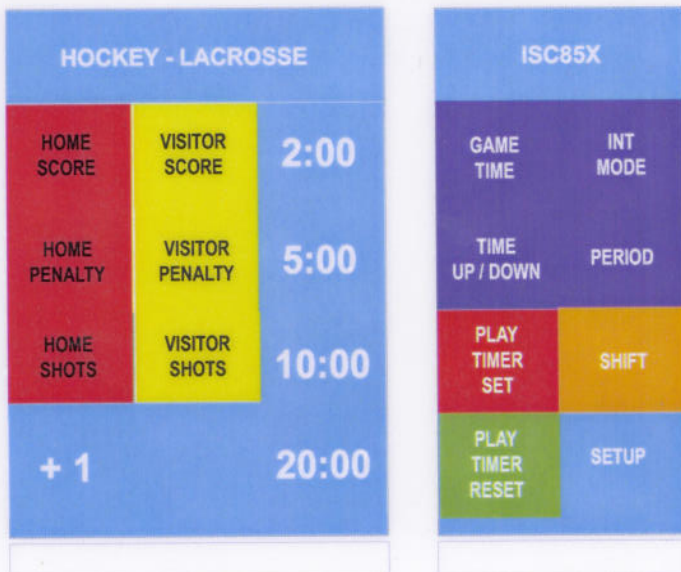 HOCKEY - LACROSSE
HOME
SCORE
VISITOR
SCORE
2:00
HOME
PENALTY
VISITOR
PENALTY
5:00
HOME
SHOTS
VISITOR
SHOTS
10:00
+ 1
20:00
ISC85X
GAME
TIME
INT
MODE
TIME
UP / DOWN
PERIOD
PLAY
TIMER
SET
SHIFT
PLAY
TIMER
RESET
SETUP